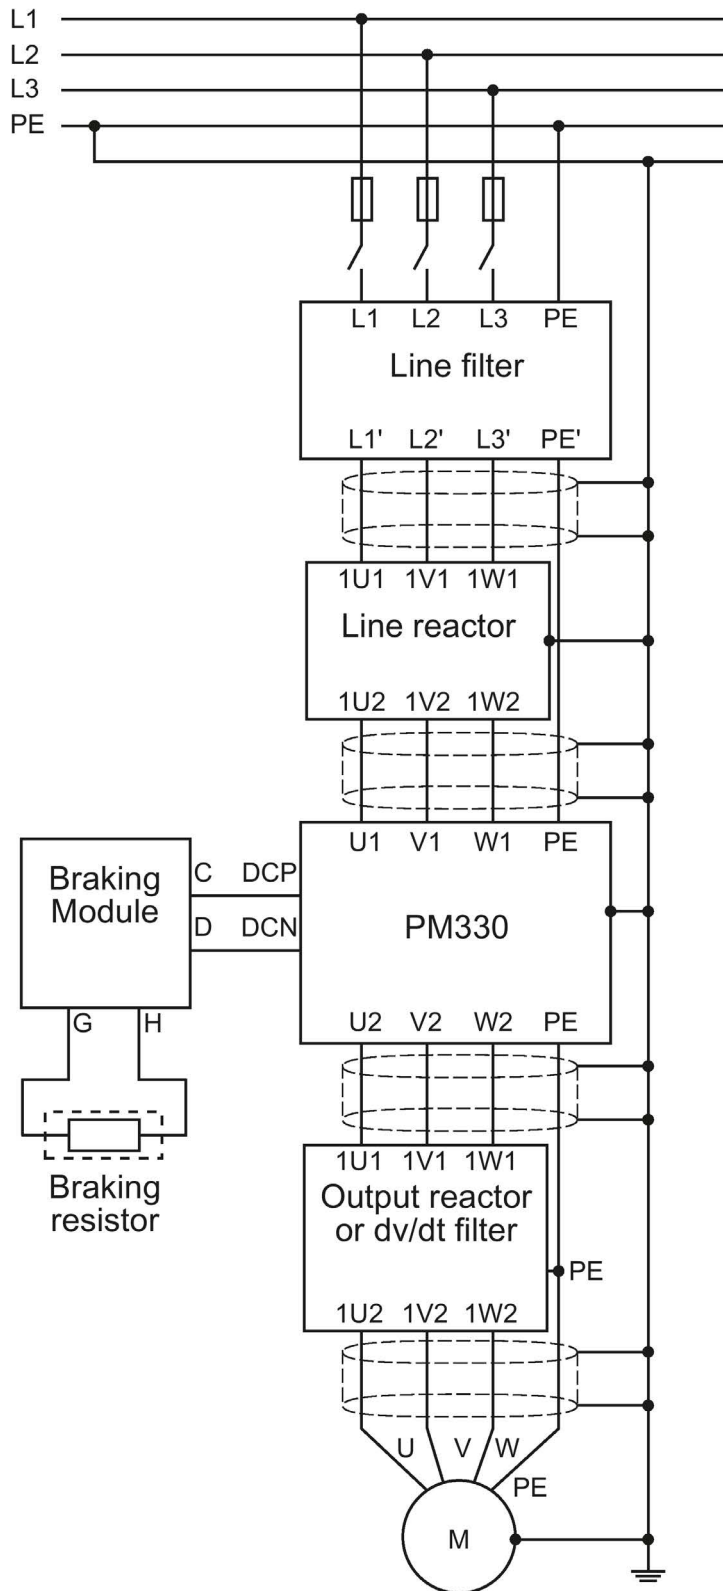 L1
L2
L3
PE
L1 L2 L3 PE
Line filter
L1' L2' L3' PE'
1U1 1V1 1W1
Line reactor
1U2 1V2 1W2
U1 V1 W1 PE
Braking
Module
C DCP
D DCN
PM330
G H
U2 V2 W2 PE
Braking
resistor
1U1 1V1 1W1
Output reactor
or dv/dt filter
PE
1U2 1V2 1W2
U V W
PE
M